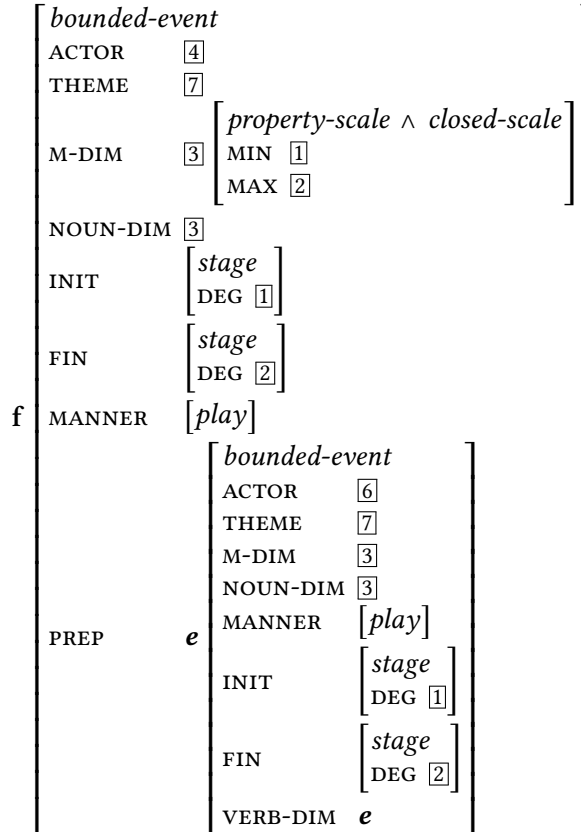 bounded-event
ACTOR 4
THEME 7
property-scale ∧ closed-scale
M-DIM 3 MIN 1
MAX 2
NOUN-DIM 3
stage
INIT
DEG 1
stage
FIN
DEG 2
f MANNER [play]
bounded-event
ACTOR 6
THEME 7
M-DIM 3
NOUN-DIM 3
MANNER [play]
PREP e
stage
INIT
DEG 1
stage
FIN
DEG 2
VERB-DIM e